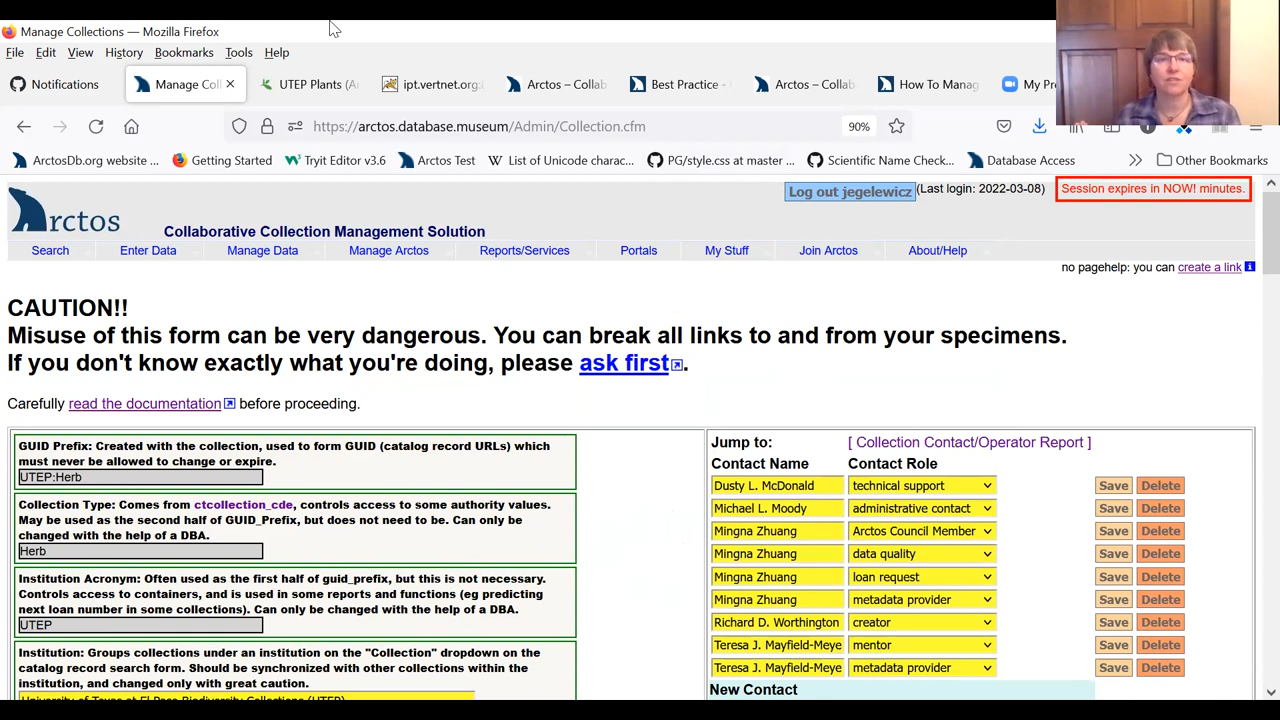 Manage Collections — Mozilla Firefox
File Edit View History Bookmarks Tools Help
Notifications
Manage Col
UTEP Plants (Ar
ipt.vertnet.org:
Arctos – Collab
Best Practice -
Arctos – Collab
How To Manag
My Pr
https://arctos.database.museum/Admin/Collection.cfm
90%
ArctosDb.org website ...
Getting Started
Tryit Editor v3.6
Arctos Test
List of Unicode charac...
PG/style.css at master ...
Scientific Name Check...
Database Access
Other Bookmarks
Log out jegelewicz (Last login: 2022-03-08)
Session expires in NOW! minutes.
rctos
Collaborative Collection Management Solution
Search Enter Data Manage Data Manage Arctos Reports/Services Portals My Stuff Join Arctos About/Help
no pagehelp: you can create a link
CAUTION!!
Misuse of this form can be very dangerous. You can break all links to and from your specimens.
If you don't know exactly what you're doing, please ask first.
Carefully read the documentation before proceeding.
GUID Prefix: Created with the collection, used to form GUID (catalog record URLs) which
must never be allowed to change or expire.
UTEP:Herb
Collection Type: Comes from ctcollection_cde, controls access to some authority values.
May be used as the second half of GUID_Prefix, but does not need to be. Can only be
changed with the help of a DBA.
Herb
Institution Acronym: Often used as the first half of guid_prefix, but this is not necessary.
Controls access to containers, and is used in some reports and functions (eg predicting
next loan number in some collections). Can only be changed with the help of a DBA.
UTEP
Institution: Groups collections under an institution on the "Collection" dropdown on the
catalog record search form. Should be synchronized with other collections within the
institution, and changed only with great caution.
University of Texas at El Paso Biodiversity Collections (UTEP)
Jump to: [ Collection Contact/Operator Report ]
Contact Name Contact Role
Dusty L. McDonald technical support Save Delete
Michael L. Moody administrative contact Save Delete
Mingna Zhuang Arctos Council Member Save Delete
Mingna Zhuang data quality Save Delete
Mingna Zhuang loan request Save Delete
Mingna Zhuang metadata provider Save Delete
Richard D. Worthington creator Save Delete
Teresa J. Mayfield-Meye mentor Save Delete
Teresa J. Mayfield-Meye metadata provider Save Delete
New Contact